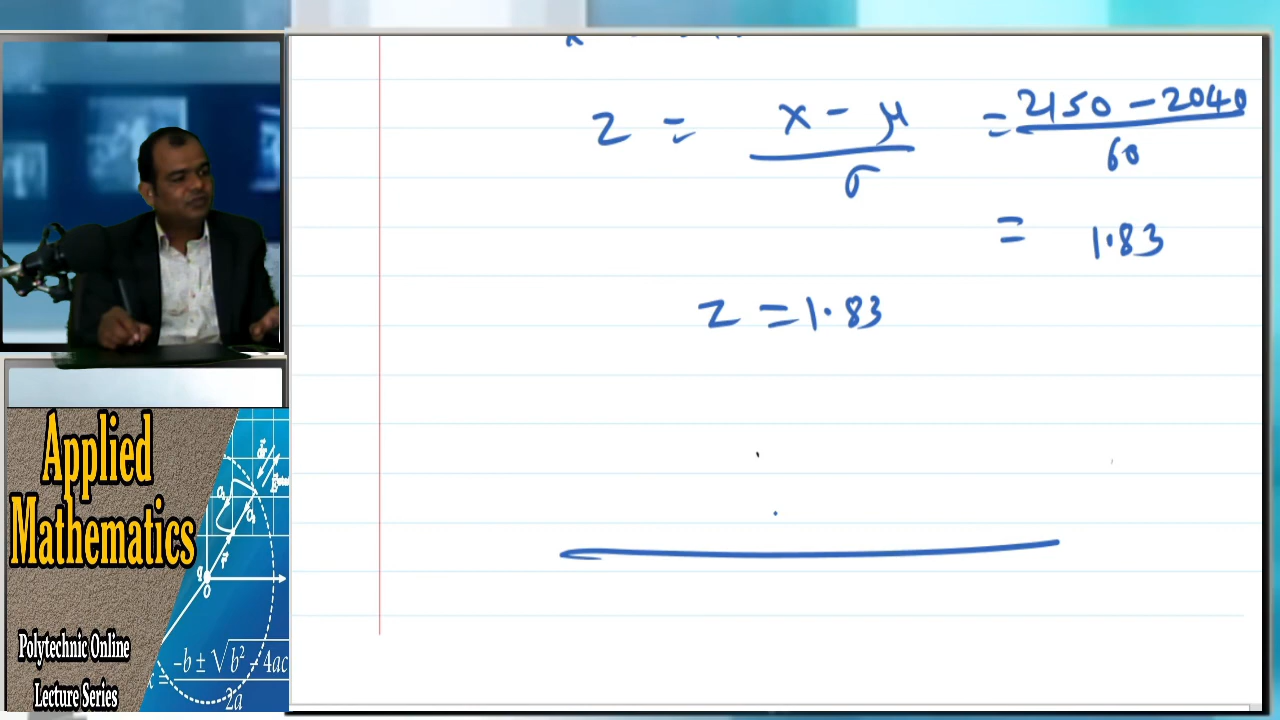 z = x - μ / σ = 2150 - 2040 / 60
= 1.83
z = 1.83
Applied
Mathematics
Polytechnic Online
Lecture Series
-b ± √b² - 4ac
2a